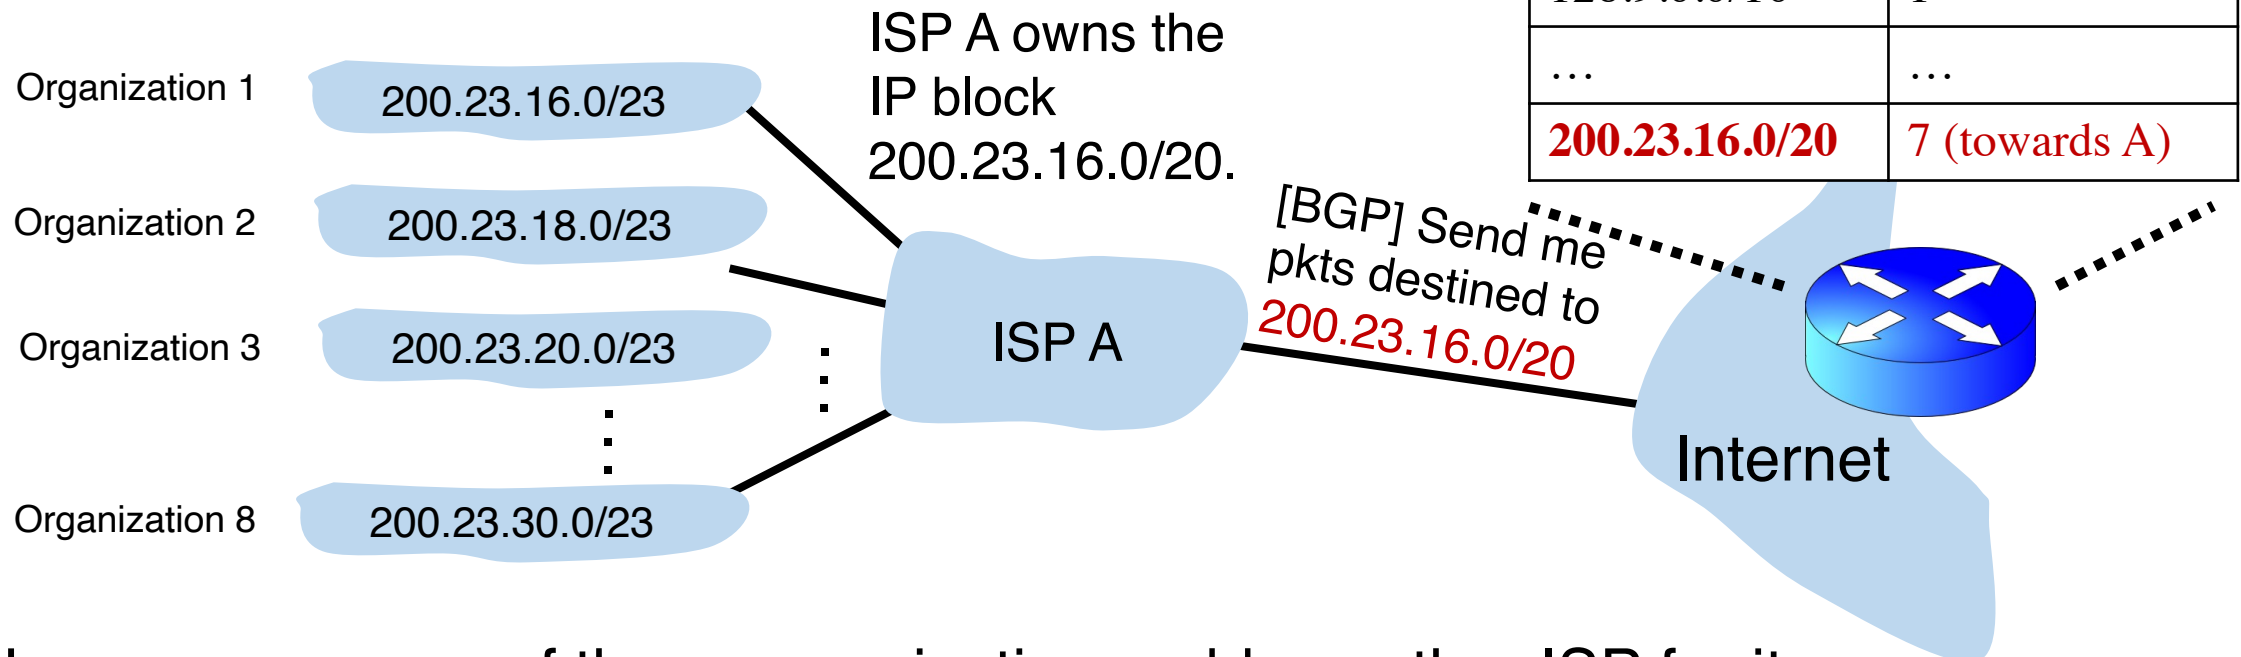 ISP A owns the
IP block
200.23.16.0/20.
… …
200.23.16.0/20 7 (towards A)
Organization 1 200.23.16.0/23
Organization 2 200.23.18.0/23
Organization 3 200.23.20.0/23
Organization 8 200.23.30.0/23
ISP A
[BGP] Send me
pkts destined to
200.23.16.0/20
Internet